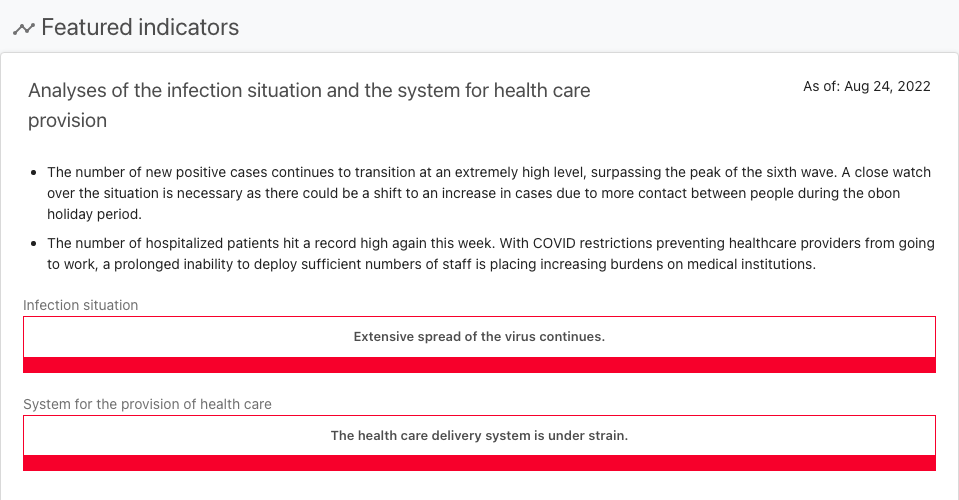 Featured indicators
Analyses of the infection situation and the system for health care
provision
As of: Aug 24, 2022
The number of new positive cases continues to transition at an extremely high level, surpassing the peak of the sixth wave. A close watch
over the situation is necessary as there could be a shift to an increase in cases due to more contact between people during the obon
holiday period.
The number of hospitalized patients hit a record high again this week. With COVID restrictions preventing healthcare providers from going
to work, a prolonged inability to deploy sufficient numbers of staff is placing increasing burdens on medical institutions.
Infection situation
Extensive spread of the virus continues.
System for the provision of health care
The health care delivery system is under strain.